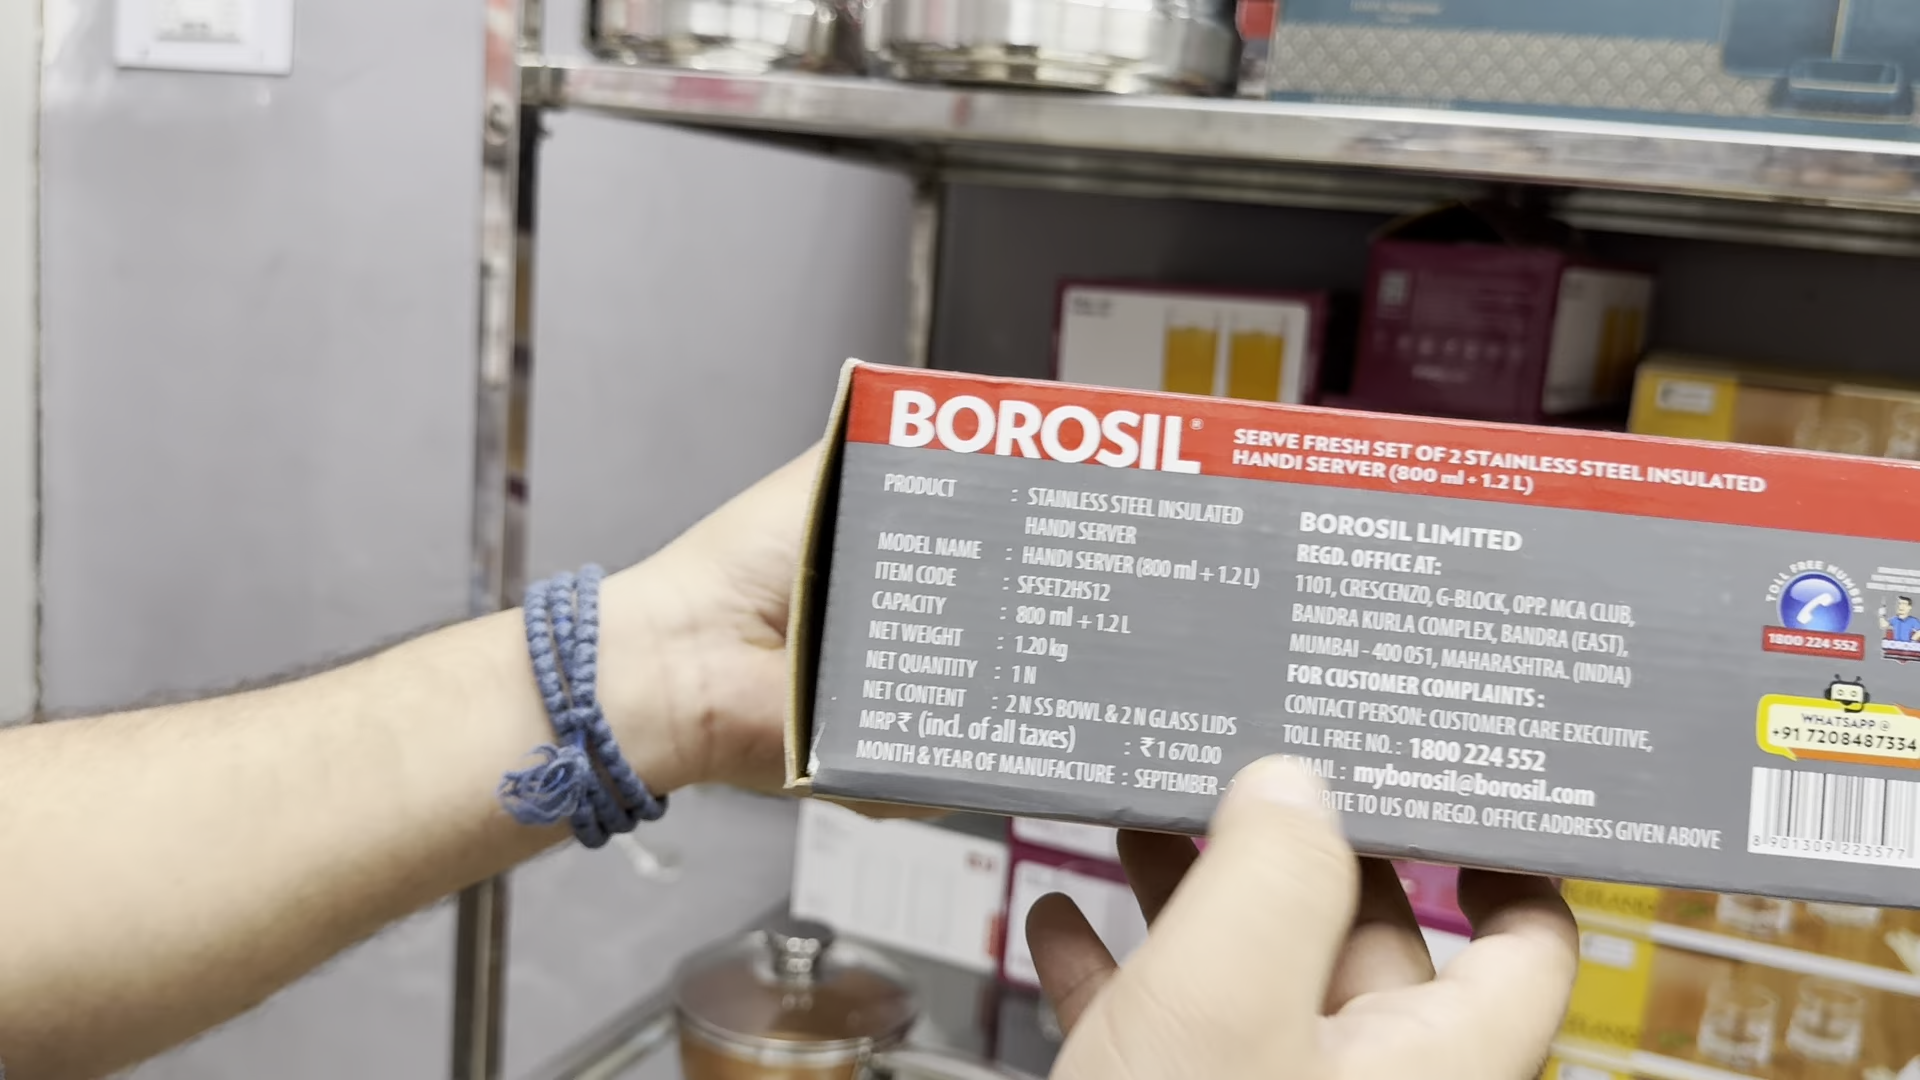 BOROSIL®
SERVE FRESH SET OF 2 STAINLESS STEEL INSULATED
HANDI SERVER (800 ml + 1.2 L)
PRODUCT : STAINLESS STEEL INSULATED
HANDI SERVER
MODEL NAME : HANDI SERVER (800 ml + 1.2 L)
ITEM CODE : SFSET2HS12
CAPACITY : 800 ml + 1.2 L
NET WEIGHT : 1.20 kg
NET QUANTITY : 1 N
NET CONTENT : 2 N SS BOWL & 2 N GLASS LIDS
MRP ₹ (incl. of all taxes) : ₹ 1670.00
MONTH & YEAR OF MANUFACTURE : SEPTEMBER -
BOROSIL LIMITED
REGD. OFFICE AT:
1101, CRESCENZO, G-BLOCK, OPP. MCA CLUB,
BANDRA KURLA COMPLEX, BANDRA (EAST),
MUMBAI - 400 051, MAHARASHTRA. (INDIA)
FOR CUSTOMER COMPLAINTS :
CONTACT PERSON: CUSTOMER CARE EXECUTIVE,
TOLL FREE NO. : 1800 224 552
MAIL : myborosil@borosil.com
RITE TO US ON REGD. OFFICE ADDRESS GIVEN ABOVE
TOLL FREE NUMBER
1800 224 552
WHATSAPP @
+91 7208487334
8 901309 223577